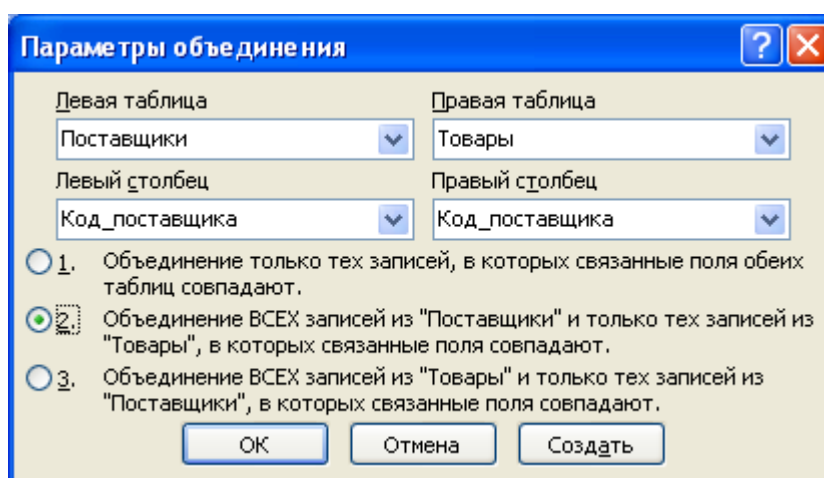 Параметры объединения
Левая таблица Правая таблица
Поставщики Товары
Левый столбец Правый столбец
Код_поставщика Код_поставщика
1. Объединение только тех записей, в которых связанные поля обеих
таблиц совпадают.
2. Объединение ВСЕХ записей из "Поставщики" и только тех записей из
"Товары", в которых связанные поля совпадают.
3. Объединение ВСЕХ записей из "Товары" и только тех записей из
"Поставщики", в которых связанные поля совпадают.
ОК Отмена Создать